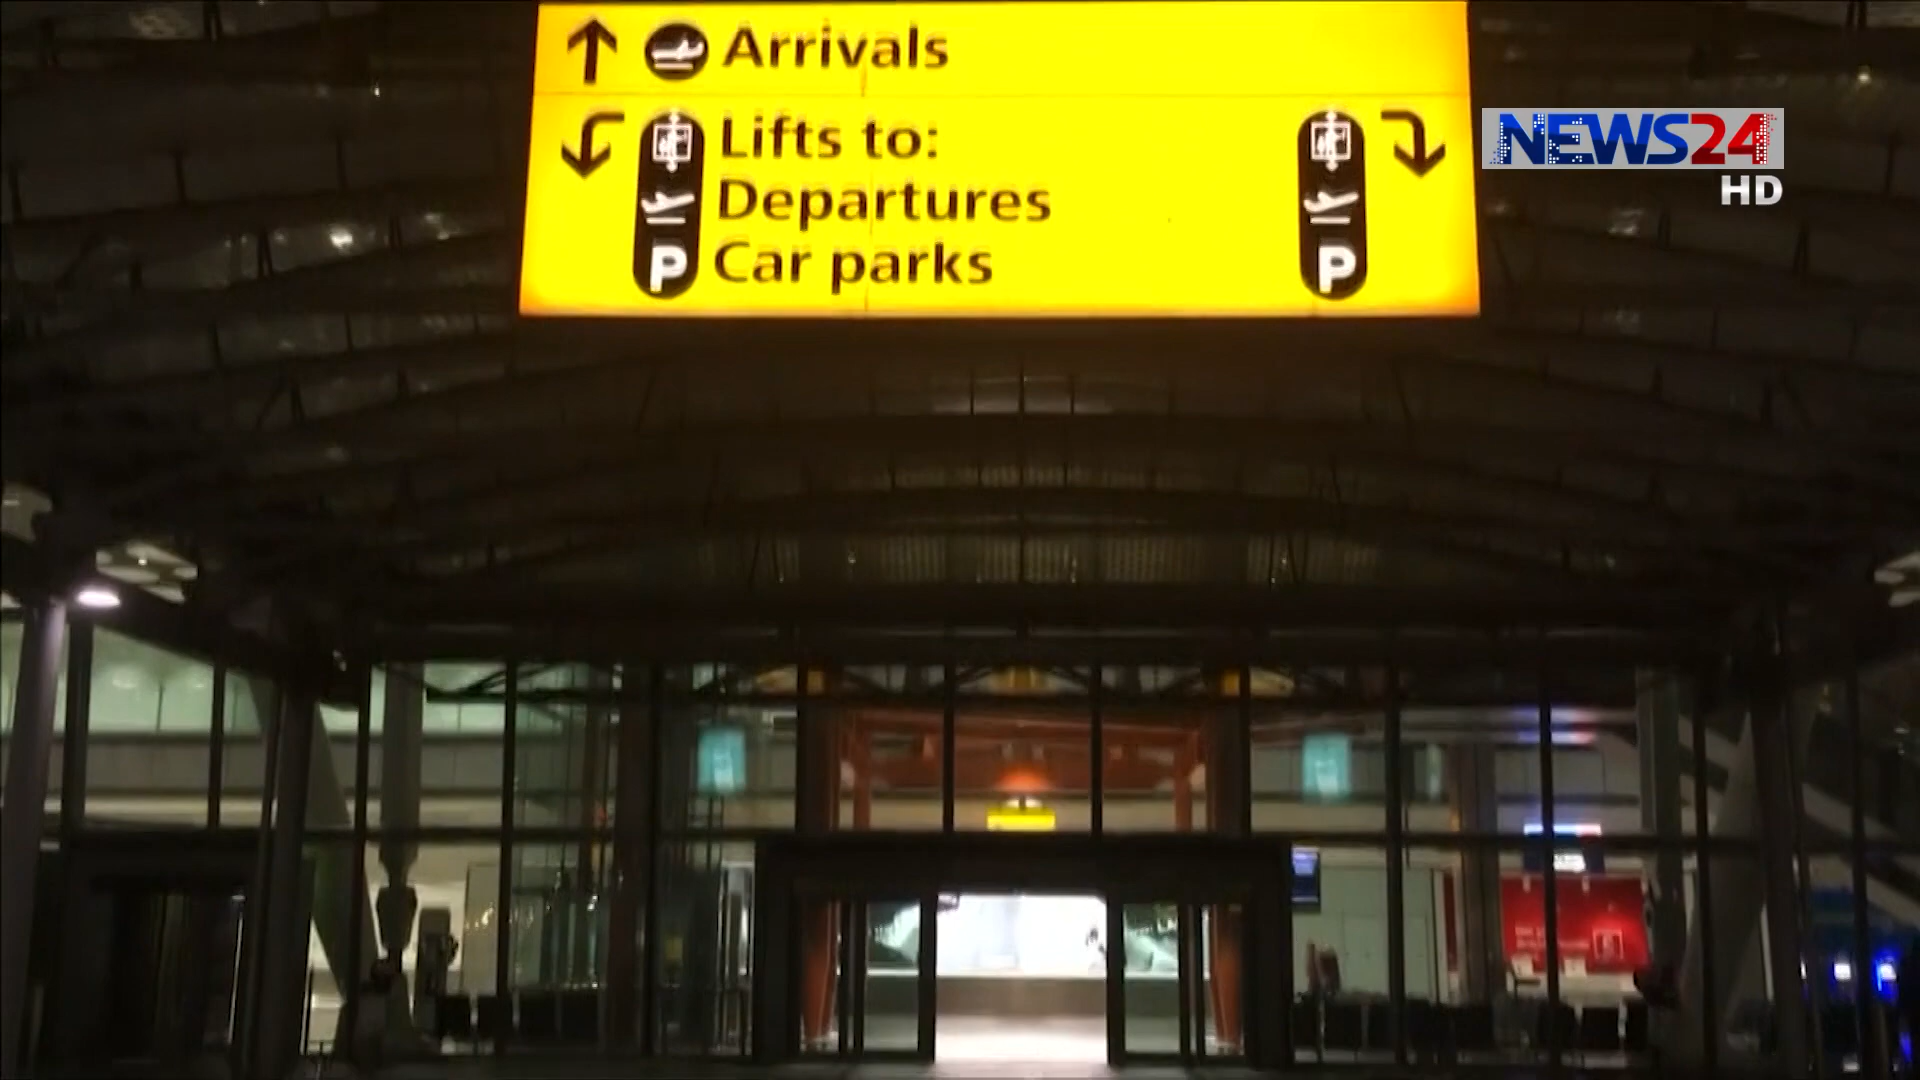 Arrivals
Lifts to:
Departures
P Car parks P
NEWS24
HD